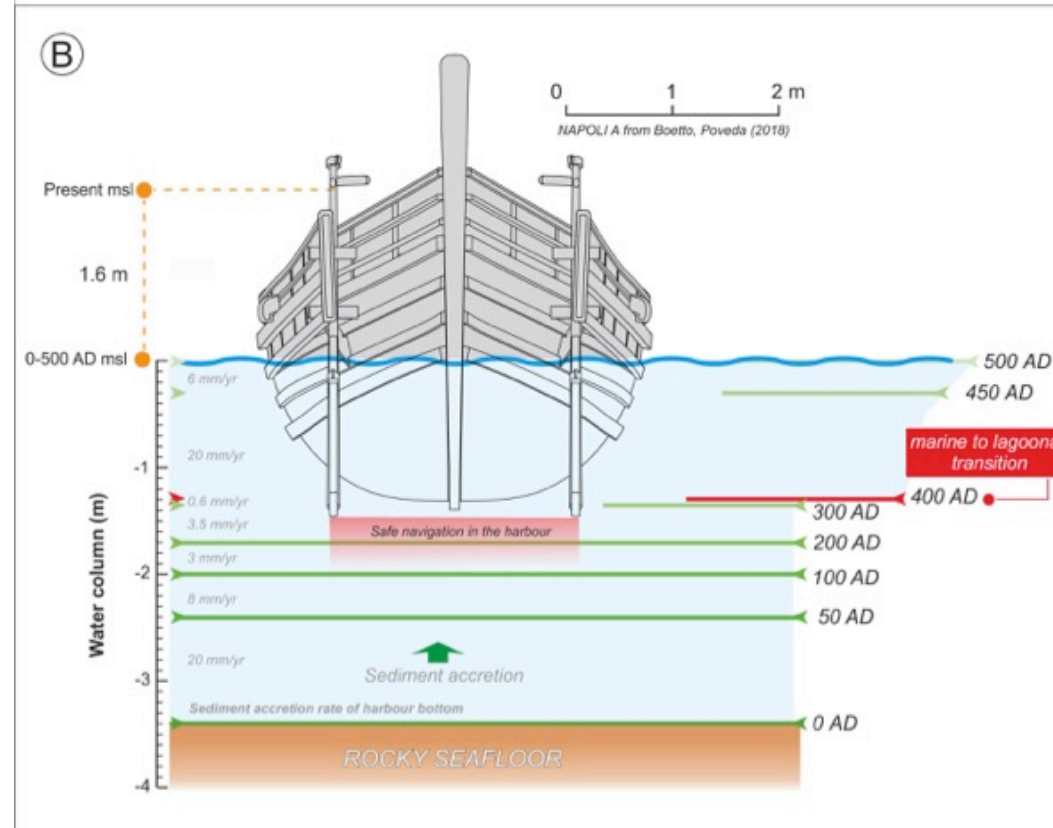 B
0 1 2 m
NAPOLI A from Boetto, Poveda (2018)
Present msl
1.6 m
0-500 AD msl
500 AD
6 mm/yr
450 AD
marine to lagoona
transition
20 mm/yr
-1
400 AD
0.6 mm/yr
300 AD
3.5 mm/yr
Safe navigation in the harbour
200 AD
3 mm/yr
-2
100 AD
8 mm/yr
50 AD
Water column (m)
20 mm/yr
Sediment accretion
-3
Sediment accretion rate of harbour bottom
0 AD
ROCKY SEAFLOOR
-4